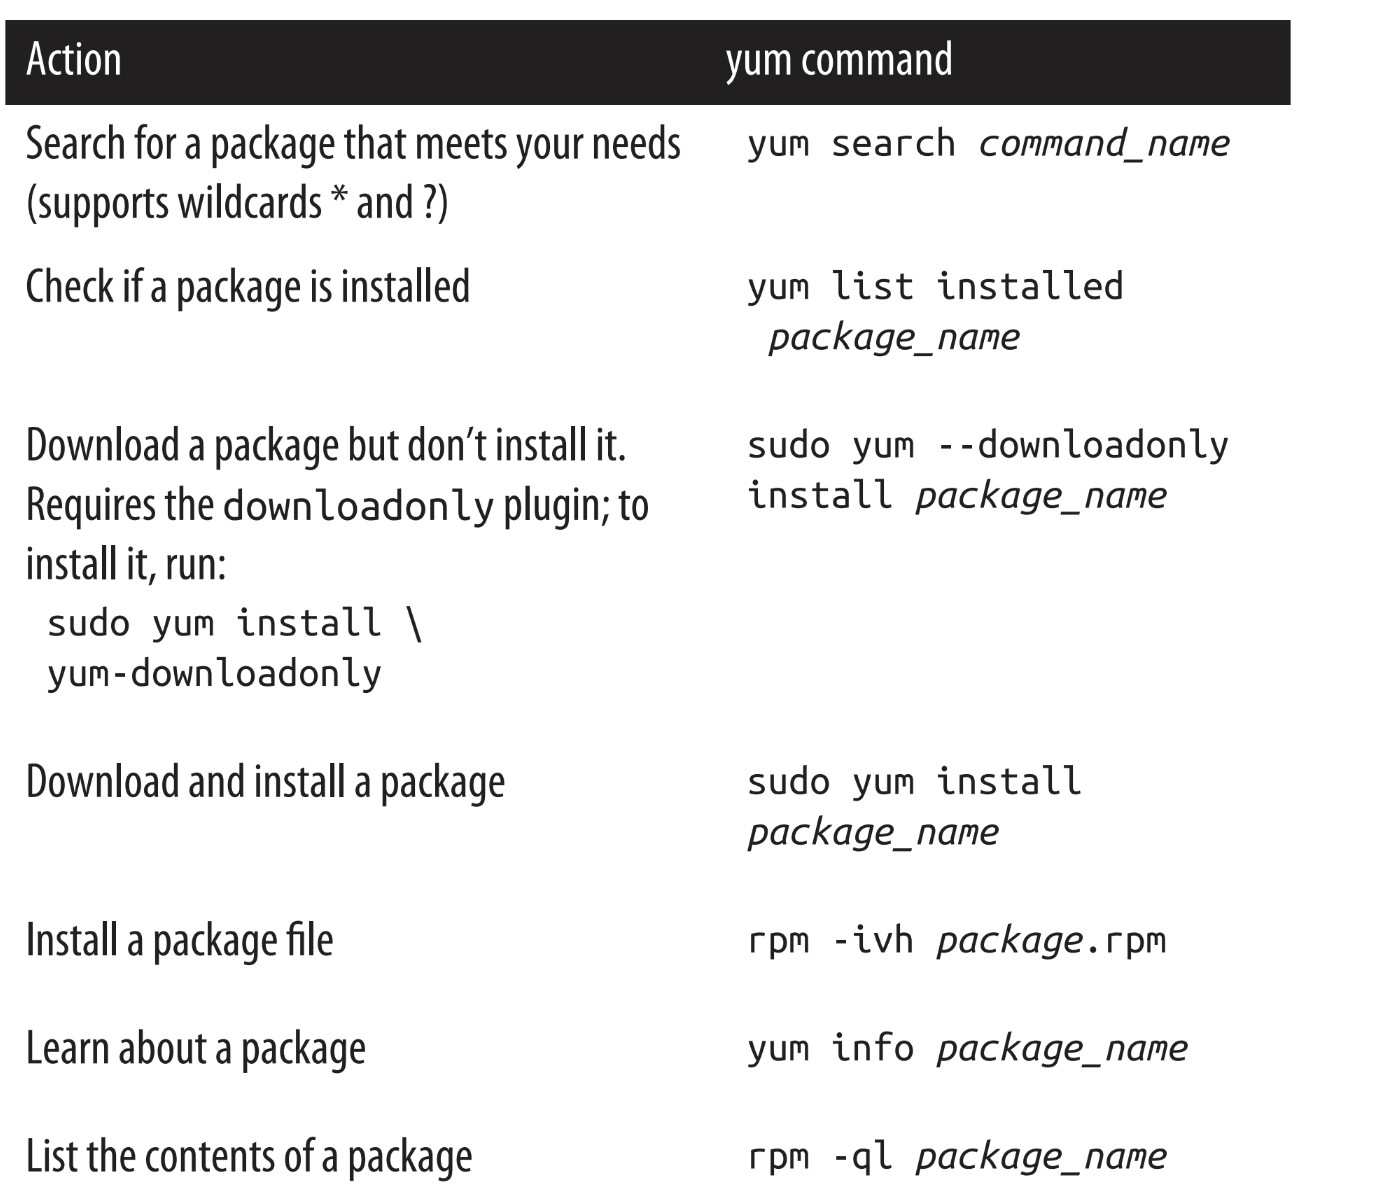 Action yum command
Search for a package that meets your needs yum search command_name
(supports wildcards * and ?)
Check if a package is installed yum list installed
package_name
Download a package but don’t install it. sudo yum --downloadonly
Requires the downloadonly plugin; to install package_name
install it, run:
sudo yum install \
yum-downloadonly
Download and install a package sudo yum install
package_name
Install a package file rpm -ivh package.rpm
Learn about a package yum info package_name
List the contents of a package rpm -ql package_name